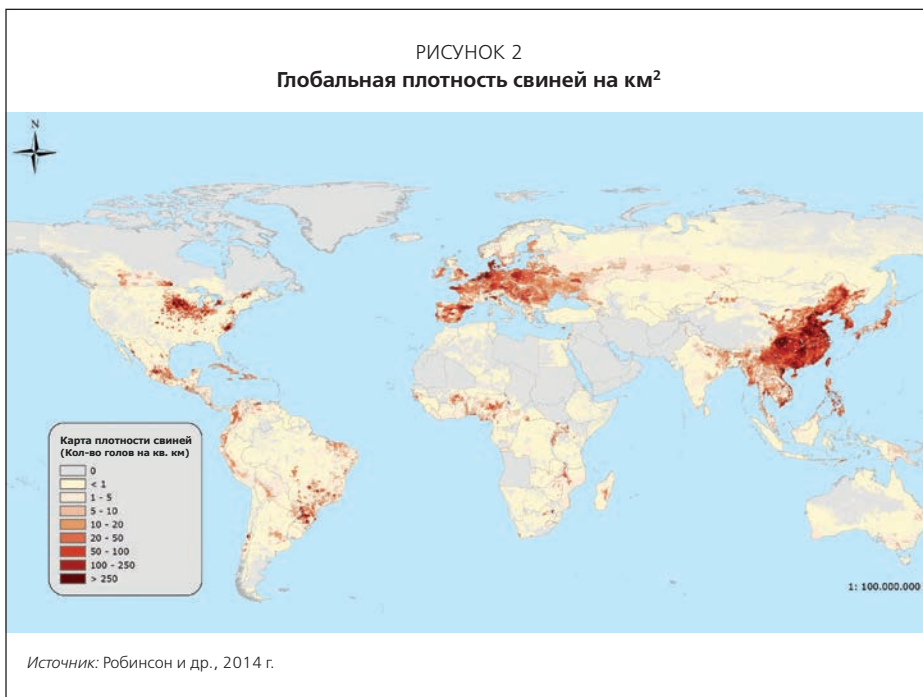 РИСУНОК 2
Глобальная плотность свиней на км²
N
Карта плотности свиней
(Кол-во голов на кв. км)
0
< 1
1 - 5
5 - 10
10 - 20
20 - 50
50 - 100
100 - 250
> 250
1: 100.000.000
Источник: Робинсон и др., 2014 г.